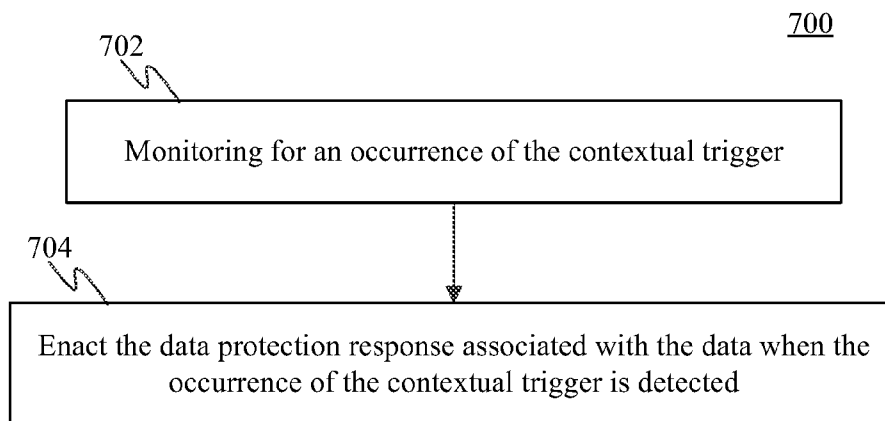 700
702
Monitoring for an occurrence of the contextual trigger
704
Enact the data protection response associated with the data when the
occurrence of the contextual trigger is detected